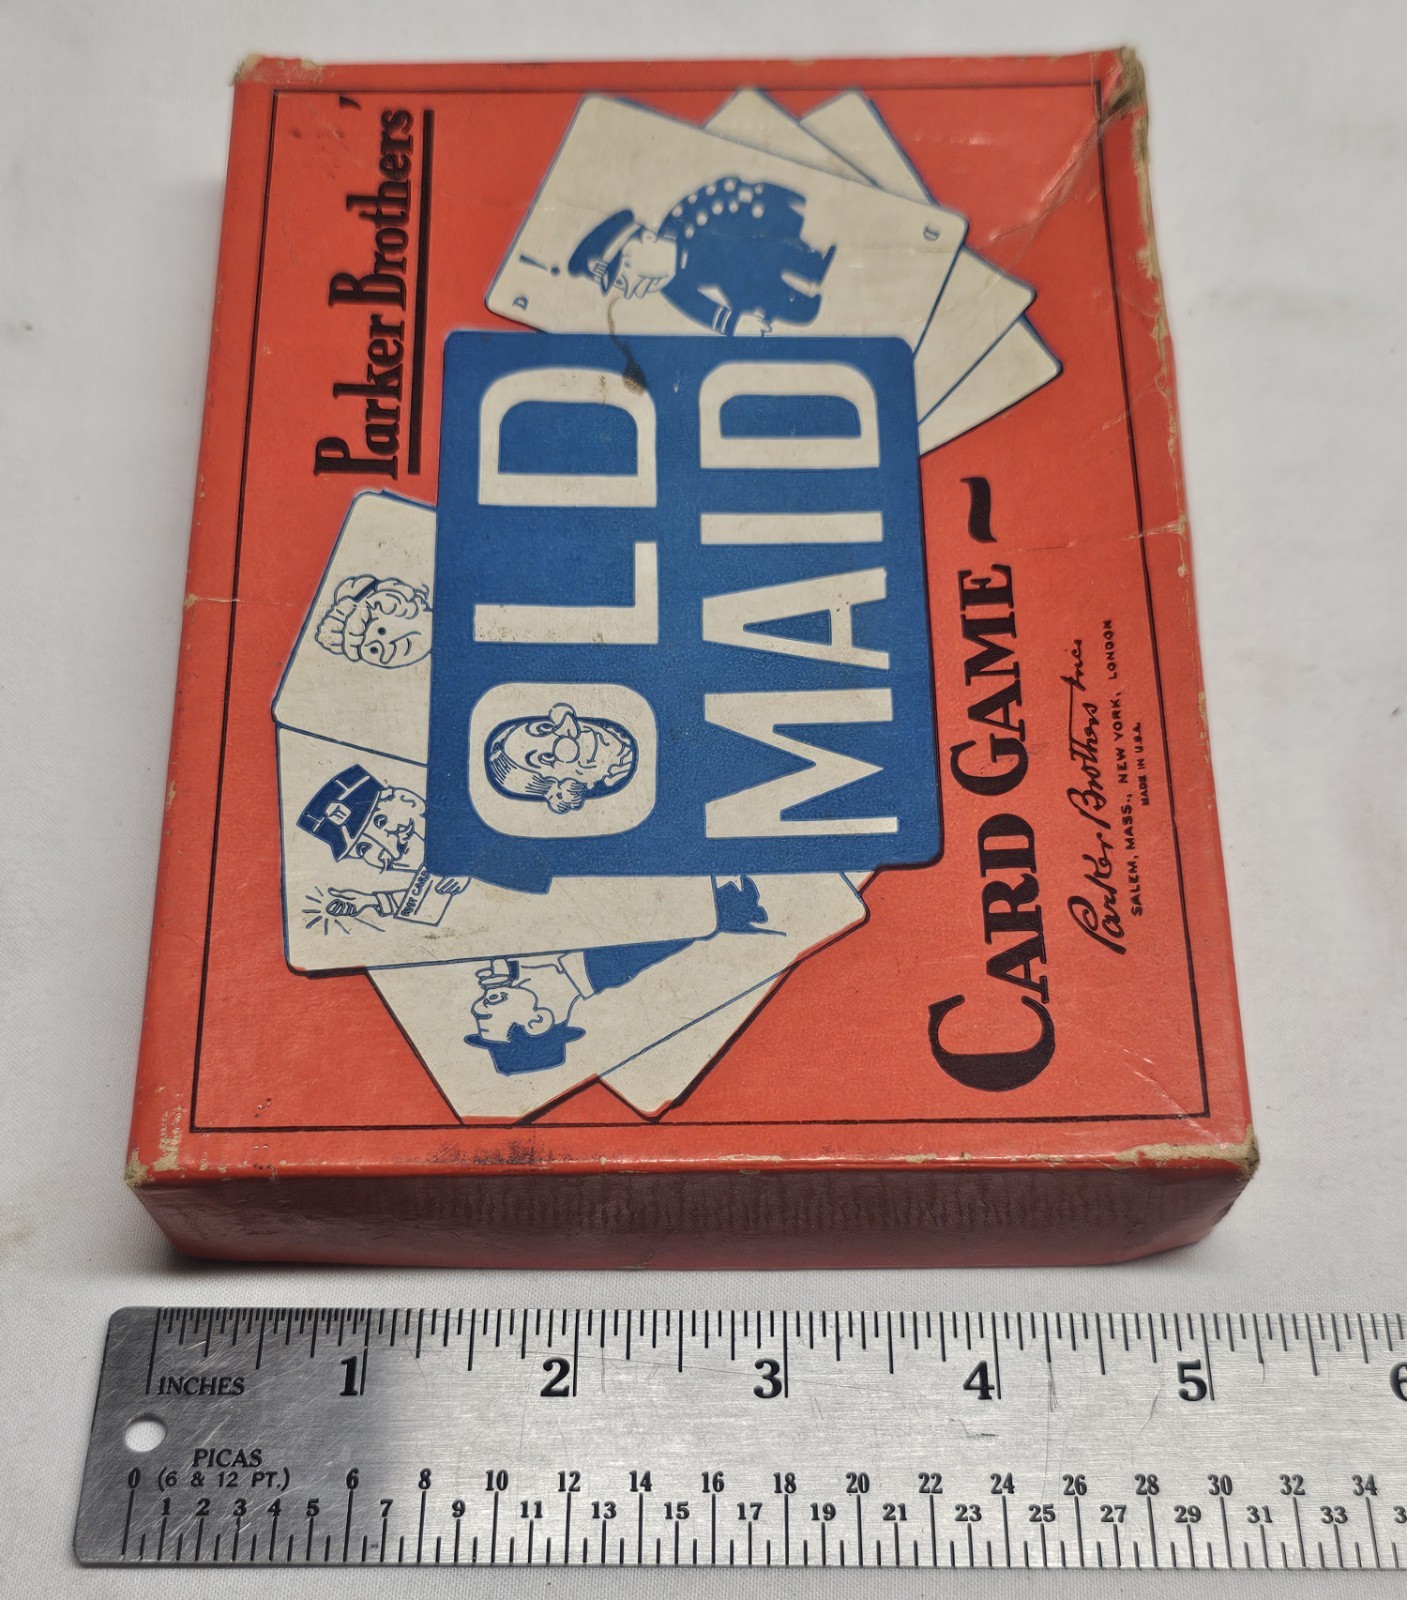 Parker Brothers'
D !
D
OLD
MAID
POST CARD
CARD GAME ~
Parker Brothers Inc.
SALEM, MASS., NEW YORK, LONDON
MADE IN U.S.A.
1 2 3 4 5 6
INCHES
PICAS
(6 & 12 PT.)
0 6 8 10 12 14 16 18 20 22 24 26 28 30 32 34
1 2 3 4 5 7 9 11 13 15 17 19 21 23 25 27 29 31 33